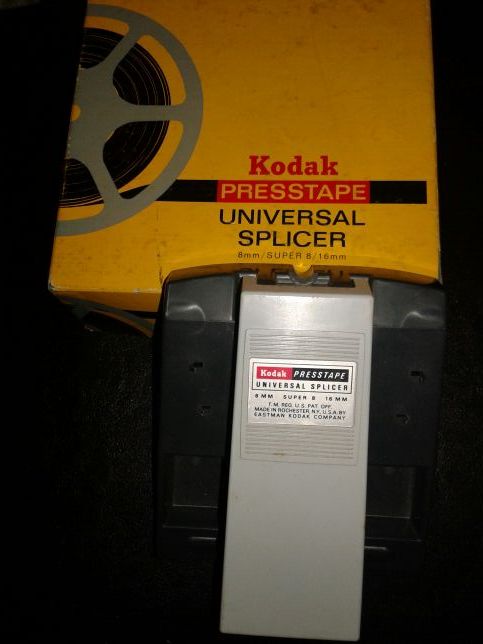 Kodak
PRESSTAPE
UNIVERSAL
SPLICER
8mm/SUPER 8/16mm
Kodak PRESSTAPE
UNIVERSAL SPLICER
8 MM SUPER 8 16 MM
T.M. REG. U.S. PAT. OFF.
MADE IN ROCHESTER, N.Y., U.S.A. BY
EASTMAN KODAK COMPANY